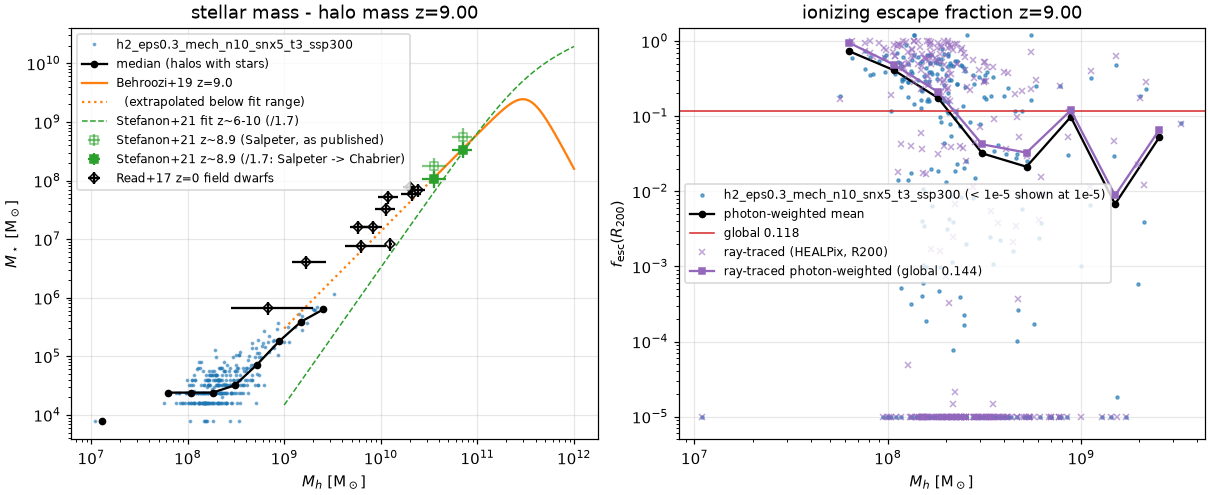 stellar mass - halo mass z=9.00
h2_eps0.3_mech_n10_snx5_t3_ssp300
median (halos with stars)
Behroozi+19 z=9.0
(extrapolated below fit range)
Stefanon+21 fit z~6-10 (/1.7)
Stefanon+21 z~8.9 (Salpeter, as published)
Stefanon+21 z~8.9 (/1.7: Salpeter -> Chabrier)
Read+17 z=0 field dwarfs
M⋆ [M⊙]
10^10
10^9
10^8
10^7
10^6
10^5
10^4
10^7 10^8 10^9 10^10 10^11 10^12
M_h [M⊙]
ionizing escape fraction z=9.00
h2_eps0.3_mech_n10_snx5_t3_ssp300 (< 1e-5 shown at 1e-5)
photon-weighted mean
global 0.118
ray-traced (HEALPix, R200)
ray-traced photon-weighted (global 0.144)
f_esc(R_200)
10^0
10^-1
10^-2
10^-3
10^-4
10^-5
10^7 10^8 10^9
M_h [M⊙]